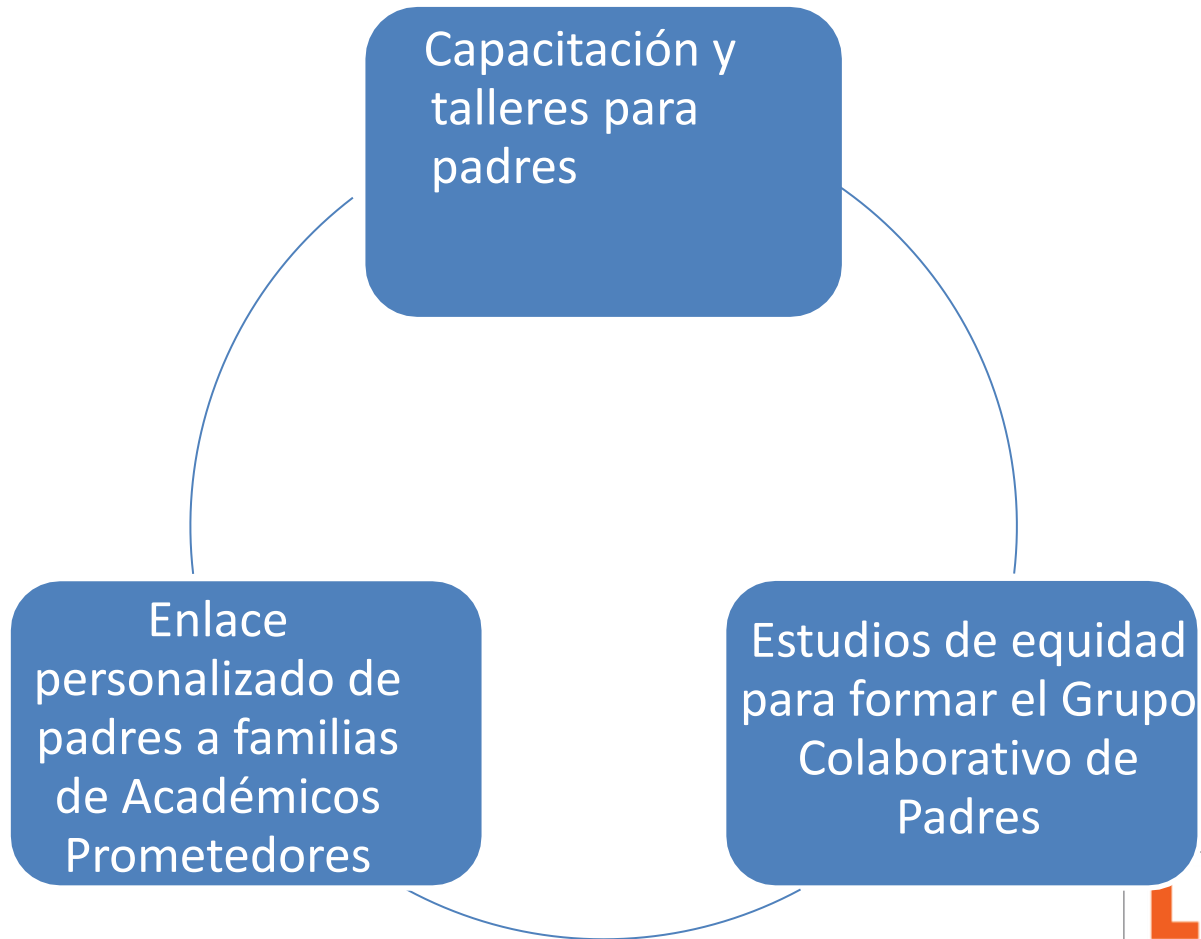 Capacitación y
talleres para
padres
Enlace
personalizado de
padres a familias
de Académicos
Prometedores
Estudios de equidad
para formar el Grupo
Colaborativo de
Padres